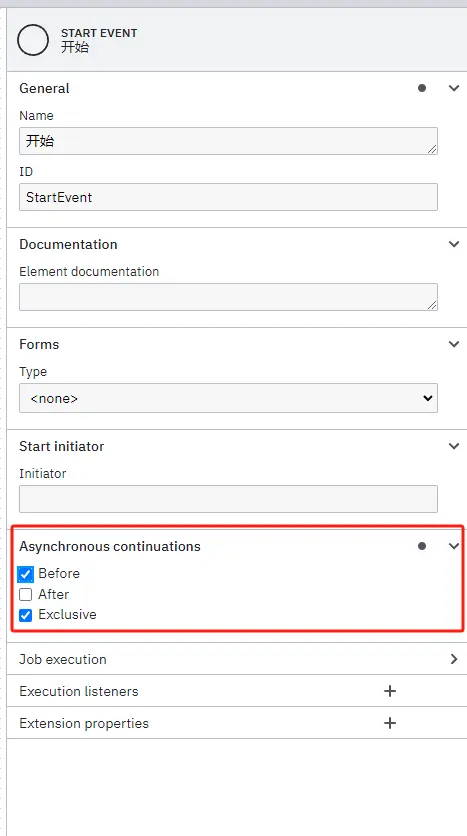 START EVENT
开始
General
Name
开始
ID
StartEvent
Documentation
Element documentation
Forms
Type
<none>
Start initiator
Initiator
Asynchronous continuations
Before
After
Exclusive
Job execution
Execution listeners
Extension properties